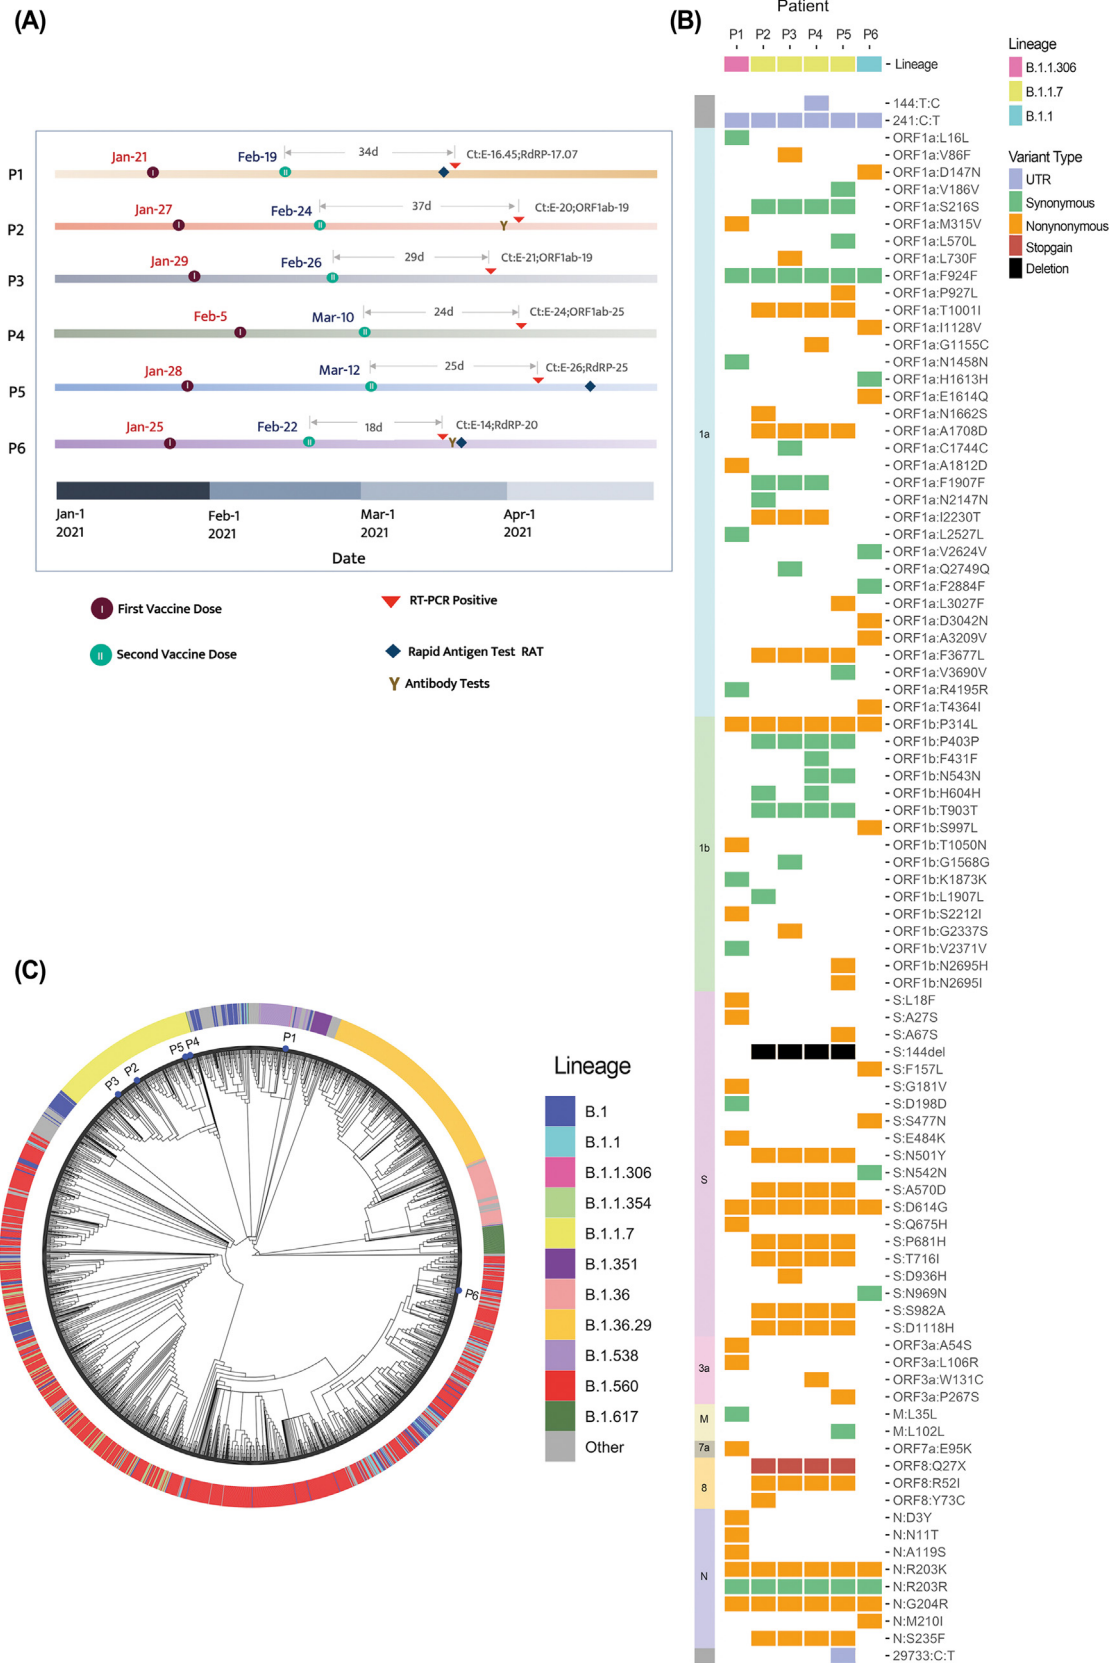 (A)
Jan-21
Feb-19
34d
Ct:E-16.45;RdRP-17.07
P1
I
II
Jan-27
Feb-24
37d
Ct:E-20;ORF1ab-19
P2
I
II
Y
Jan-29
Feb-26
29d
Ct:E-21;ORF1ab-19
P3
I
II
Feb-5
Mar-10
24d
Ct:E-24;ORF1ab-25
P4
I
II
Jan-28
Mar-12
25d
Ct:E-26;RdRP-25
P5
I
II
Jan-25
Feb-22
18d
Ct:E-14;RdRP-20
P6
I
II
Y
Jan-1 2021
Feb-1 2021
Mar-1 2021
Apr-1 2021
Date
I First Vaccine Dose
RT-PCR Positive
II Second Vaccine Dose
Rapid Antigen Test RAT
Y Antibody Tests
(B)
Patient
P1 P2 P3 P4 P5 P6
- Lineage
Lineage
B.1.1.306
B.1.1.7
B.1.1
Variant Type
UTR
Synonymous
Nonynonymous
Stopgain
Deletion
1a
1b
S
3a
M
7a
8
N
- 144:T:C
- 241:C:T
- ORF1a:L16L
- ORF1a:V86F
- ORF1a:D147N
- ORF1a:V186V
- ORF1a:S216S
- ORF1a:M315V
- ORF1a:L570L
- ORF1a:L730F
- ORF1a:F924F
- ORF1a:P927L
- ORF1a:T1001I
- ORF1a:I1128V
- ORF1a:G1155C
- ORF1a:N1458N
- ORF1a:H1613H
- ORF1a:E1614Q
- ORF1a:N1662S
- ORF1a:A1708D
- ORF1a:C1744C
- ORF1a:A1812D
- ORF1a:F1907F
- ORF1a:N2147N
- ORF1a:I2230T
- ORF1a:L2527L
- ORF1a:V2624V
- ORF1a:Q2749Q
- ORF1a:F2884F
- ORF1a:L3027F
- ORF1a:D3042N
- ORF1a:A3209V
- ORF1a:F3677L
- ORF1a:V3690V
- ORF1a:R4195R
- ORF1a:T4364I
- ORF1b:P314L
- ORF1b:P403P
- ORF1b:F431F
- ORF1b:N543N
- ORF1b:H604H
- ORF1b:T903T
- ORF1b:S997L
- ORF1b:T1050N
- ORF1b:G1568G
- ORF1b:K1873K
- ORF1b:L1907L
- ORF1b:S2212I
- ORF1b:G2337S
- ORF1b:V2371V
- ORF1b:N2695H
- ORF1b:N2695I
- S:L18F
- S:A27S
- S:A67S
- S:144del
- S:F157L
- S:G181V
- S:D198D
- S:S477N
- S:E484K
- S:N501Y
- S:N542N
- S:A570D
- S:D614G
- S:Q675H
- S:P681H
- S:T716I
- S:D936H
- S:N969N
- S:S982A
- S:D1118H
- ORF3a:A54S
- ORF3a:L106R
- ORF3a:W131C
- ORF3a:P267S
- M:L35L
- M:L102L
- ORF7a:E95K
- ORF8:Q27X
- ORF8:R52I
- ORF8:Y73C
- N:D3Y
- N:N11T
- N:A119S
- N:R203K
- N:R203R
- N:G204R
- N:M210I
- N:S235F
- 29733:C:T
(C)
P3
P2
P5
P4
P1
P6
Lineage
B.1
B.1.1
B.1.1.306
B.1.1.354
B.1.1.7
B.1.351
B.1.36
B.1.36.29
B.1.538
B.1.560
B.1.617
Other